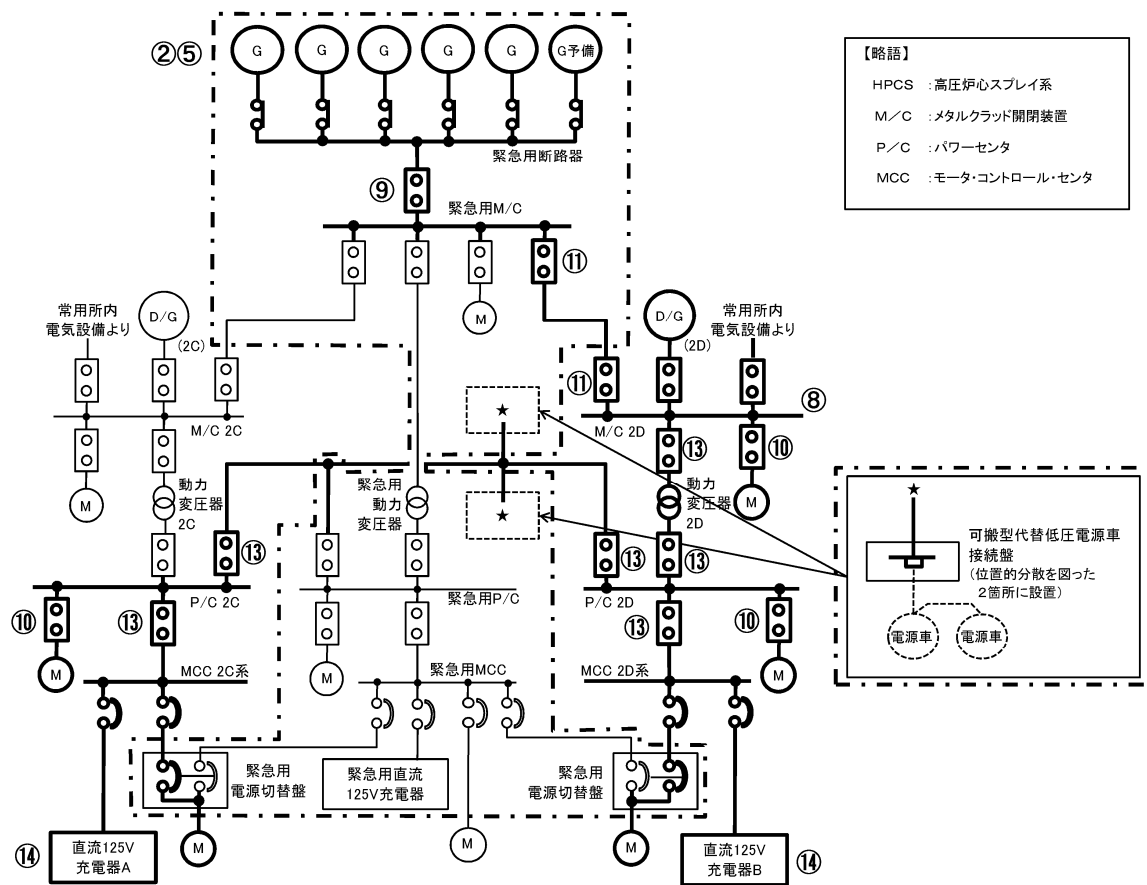 ②⑤
G
G
G
G
G
G予備
緊急用断路器
⑨
緊急用M/C
⑪
M
【略語】
HPCS :高圧炉心スプレイ系
M/C :メタルクラッド開閉装置
P/C :パワーセンタ
MCC :モータ・コントロール・センタ
常用所内
電気設備より
D/G
(2C)
M/C 2C
M
動力
変圧器
2C
⑬
P/C 2C
⑩
⑬
M
MCC 2C系
D/G
(2D)
常用所内
電気設備より
⑪
⑧
M/C 2D
⑬
⑩
動力
変圧器
2D
M
⑬
⑬
P/C 2D
⑬
⑩
M
MCC 2D系
★
★
緊急用
動力
変圧器
緊急用P/C
M
緊急用MCC
★
可搬型代替低圧電源車
接続盤
(位置的分散を図った
2箇所に設置)
電源車
電源車
緊急用
電源切替盤
緊急用直流
125V充電器
緊急用
電源切替盤
M
M
M
⑭
直流125V
充電器A
直流125V
充電器B
⑭